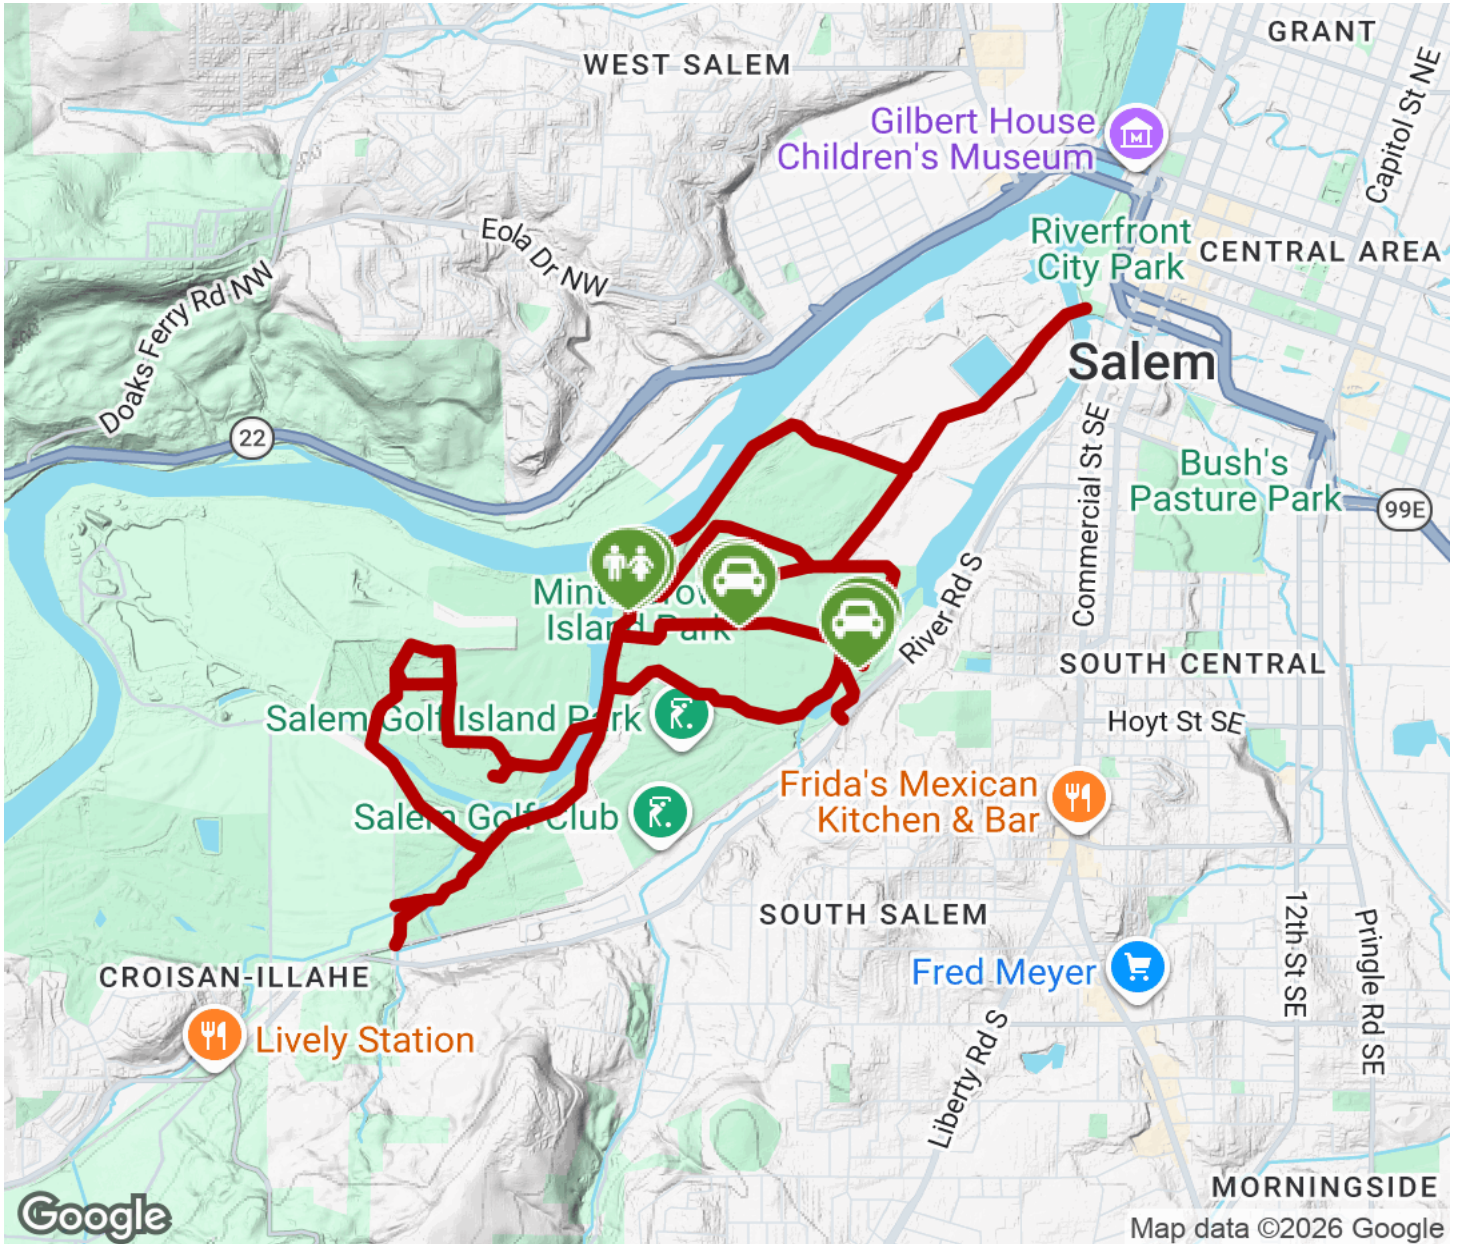 GRANT
WEST SALEM
Capitol St NE
Gilbert House
Children's Museum
Riverfront
City Park
CENTRAL AREA
Eola Dr NW
Doaks Ferry Rd NW
Salem
22
Commercial St SE
Bush's
Pasture Park
99E
Island Park
River Rd S
SOUTH CENTRAL
Salem Golf Island Park
Hoyt St SE
Frida's Mexican
Kitchen & Bar
Salem Golf Club
SOUTH SALEM
12th St SE
Pringle Rd SE
CROISAN-ILLAHE
Fred Meyer
Lively Station
Liberty Rd S
MORNINGSIDE
Google
Map data ©2026 Google